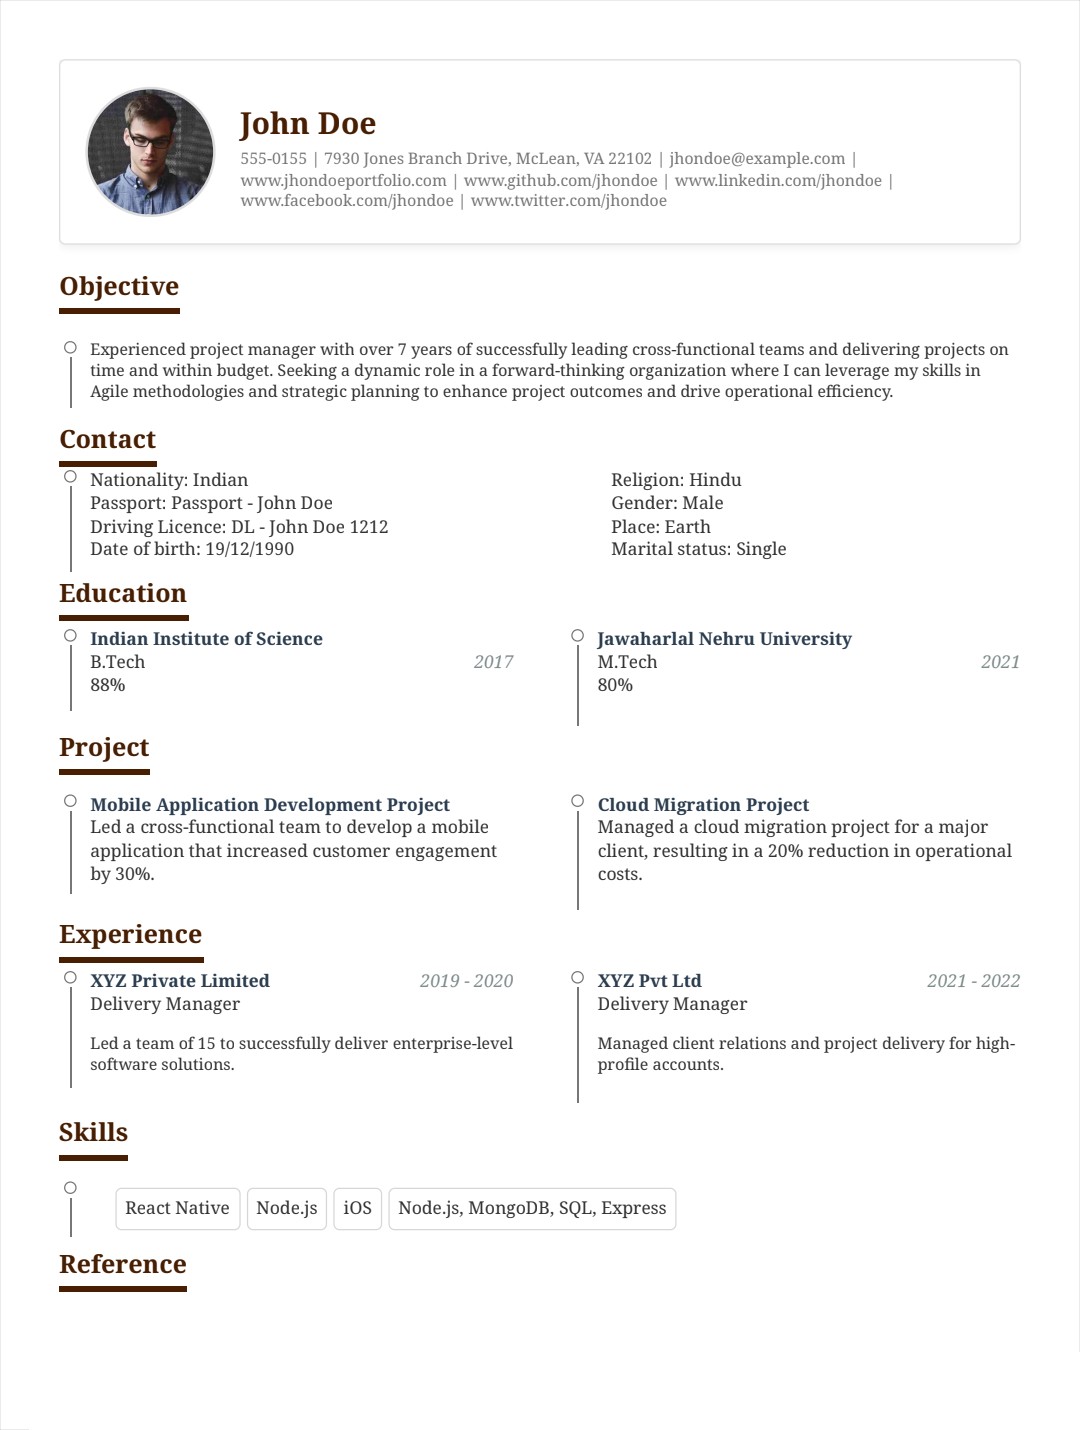 John Doe
555-0155 | 7930 Jones Branch Drive, McLean, VA 22102 | jhondoe@example.com |
www.jhondoeportfolio.com | www.github.com/jhondoe | www.linkedin.com/jhondoe |
www.facebook.com/jhondoe | www.twitter.com/jhondoe
Objective
Experienced project manager with over 7 years of successfully leading cross-functional teams and delivering projects on
time and within budget. Seeking a dynamic role in a forward-thinking organization where I can leverage my skills in
Agile methodologies and strategic planning to enhance project outcomes and drive operational efficiency.
Contact
Nationality: Indian
Passport: Passport - John Doe
Driving Licence: DL - John Doe 1212
Date of birth: 19/12/1990
Religion: Hindu
Gender: Male
Place: Earth
Marital status: Single
Education
Indian Institute of Science
B.Tech 2017
88%
Jawaharlal Nehru University
M.Tech 2021
80%
Project
Mobile Application Development Project
Led a cross-functional team to develop a mobile
application that increased customer engagement
by 30%.
Cloud Migration Project
Managed a cloud migration project for a major
client, resulting in a 20% reduction in operational
costs.
Experience
XYZ Private Limited 2019 - 2020
Delivery Manager
Led a team of 15 to successfully deliver enterprise-level
software solutions.
XYZ Pvt Ltd 2021 - 2022
Delivery Manager
Managed client relations and project delivery for high-
profile accounts.
Skills
React Native Node.js iOS Node.js, MongoDB, SQL, Express
Reference